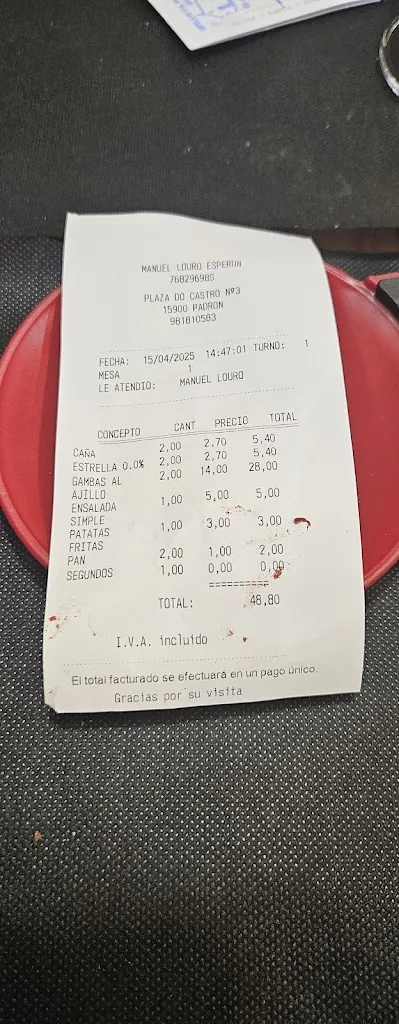 MANUEL LOURO ESPERON
76829698S
PLAZA DO CASTRO Nº3
15900 PADRON
981810583
FECHA: 15/04/2025 14:47:01 TURNO: 1
MESA 1
LE ATENDIO: MANUEL LOURO
CONCEPTO CANT PRECIO TOTAL
CAÑA 2,00 2,70 5,40
ESTRELLA 0.0% 2,00 2,70 5,40
GAMBAS AL 2,00 14,00 28,00
AJILLO
ENSALADA 1,00 5,00 5,00
SIMPLE
PATATAS 1,00 3,00 3,00
FRITAS
PAN 2,00 1,00 2,00
SEGUNDOS 1,00 0,00 0,00
==========
TOTAL: 48,80
I.V.A. incluido
El total facturado se efectuará en un pago único.
Gracias por su visita